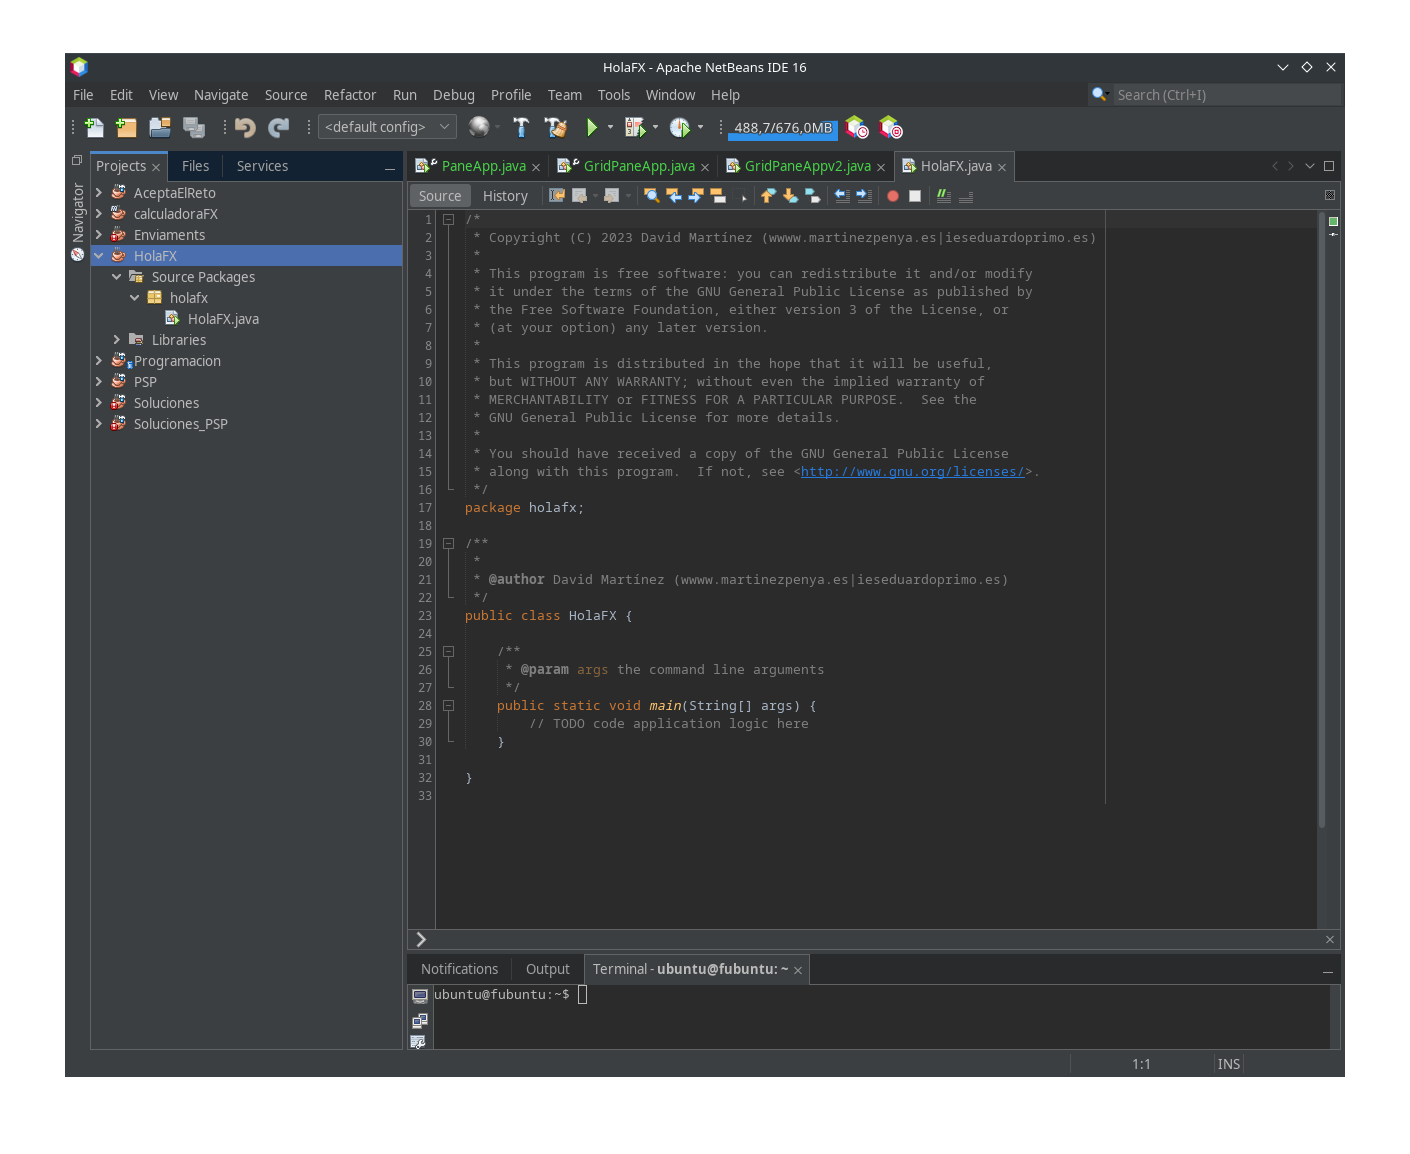 HolaFX - Apache NetBeans IDE 16
File Edit View Navigate Source Refactor Run Debug Profile Team Tools Window Help
Search (Ctrl+I)
<default config>
488,7/676,0MB
Navigator
Projects Files Services
AceptaElReto
calculadoraFX
Enviaments
HolaFX
Source Packages
holafx
HolaFX.java
Libraries
Programacion
PSP
Soluciones
Soluciones_PSP
PaneApp.java GridPaneApp.java GridPaneAppv2.java HolaFX.java
Source History
1 /*
2 * Copyright (C) 2023 David Martínez (wwww.martinezpenya.es|ieseduardoprimo.es)
3 *
4 * This program is free software: you can redistribute it and/or modify
5 * it under the terms of the GNU General Public License as published by
6 * the Free Software Foundation, either version 3 of the License, or
7 * (at your option) any later version.
8 *
9 * This program is distributed in the hope that it will be useful,
10 * but WITHOUT ANY WARRANTY; without even the implied warranty of
11 * MERCHANTABILITY or FITNESS FOR A PARTICULAR PURPOSE.  See the
12 * GNU General Public License for more details.
13 *
14 * You should have received a copy of the GNU General Public License
15 * along with this program.  If not, see <http://www.gnu.org/licenses/>.
16 */
17 package holafx;
18
19 /**
20 *
21 * @author David Martínez (wwww.martinezpenya.es|ieseduardoprimo.es)
22 */
23 public class HolaFX {
24
25 /**
26 * @param args the command line arguments
27 */
28 public static void main(String[] args) {
29 // TODO code application logic here
30 }
31
32 }
33
Notifications Output Terminal - ubuntu@fubuntu: ~
ubuntu@fubuntu:~$
1:1 INS